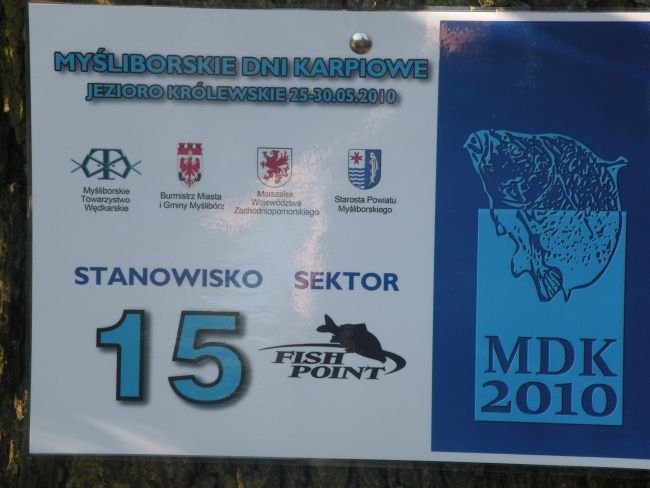 MYŚLIBORSKIE DNI KARPIOWE
JEZIORO KRÓLEWSKIE 25-30.05.2010
Myśliborskie
Towarzystwo
Wędkarskie
Burmistrz Miasta
i Gminy Myślibórz
Marszałek
Województwa
Zachodniopomorskiego
Starosta Powiatu
Myśliborskiego
STANOWISKO SEKTOR
15
FISH
POINT
MDK
2010